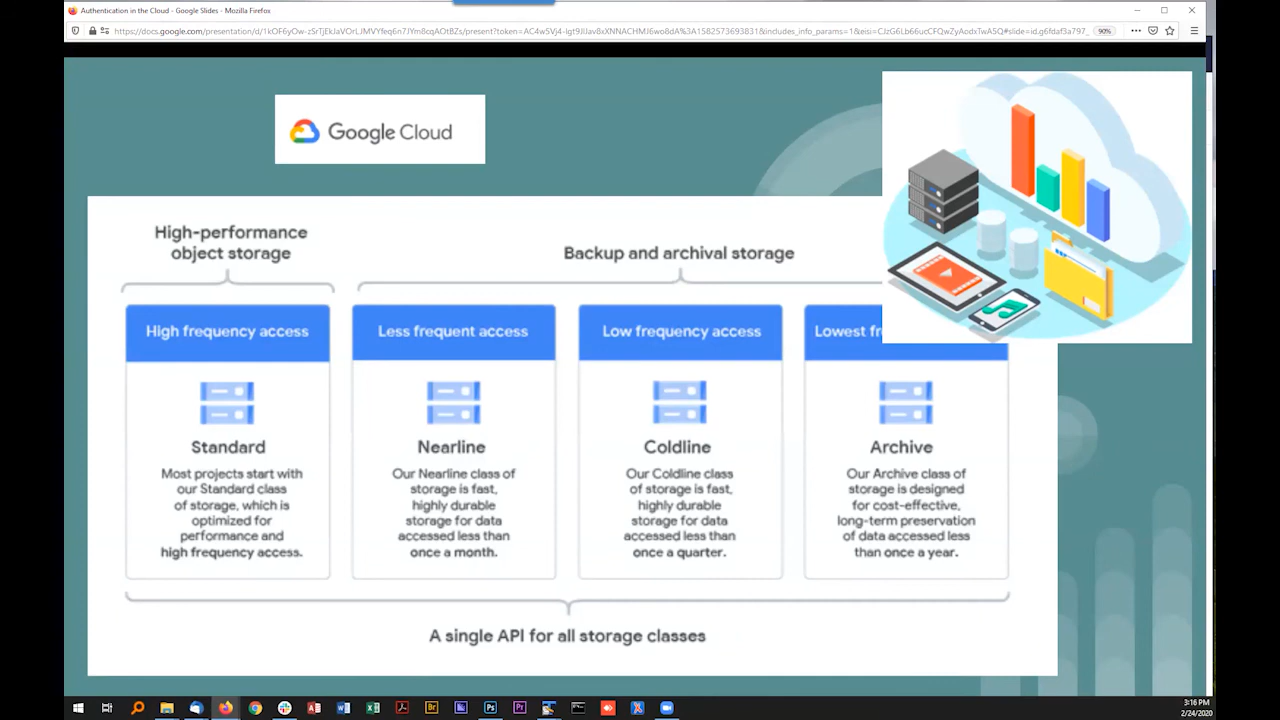 Authentication in the Cloud - Google Slides - Mozilla Firefox
90%
Google Cloud
High-performance
object storage
Backup and archival storage
High frequency access
Less frequent access
Low frequency access
Lowest
Standard
Most projects start with
our Standard class
of storage, which is
optimized for
performance and
high frequency access.
Nearline
Our Nearline class of
storage is fast,
highly durable
storage for data
accessed less than
once a month.
Coldline
Our Coldline class
of storage is fast,
highly durable
storage for data
accessed less than
once a quarter.
Archive
Our Archive class of
storage is designed
for cost-effective,
long-term preservation
of data accessed less
than once a year.
A single API for all storage classes
3:16 PM
2/24/2020